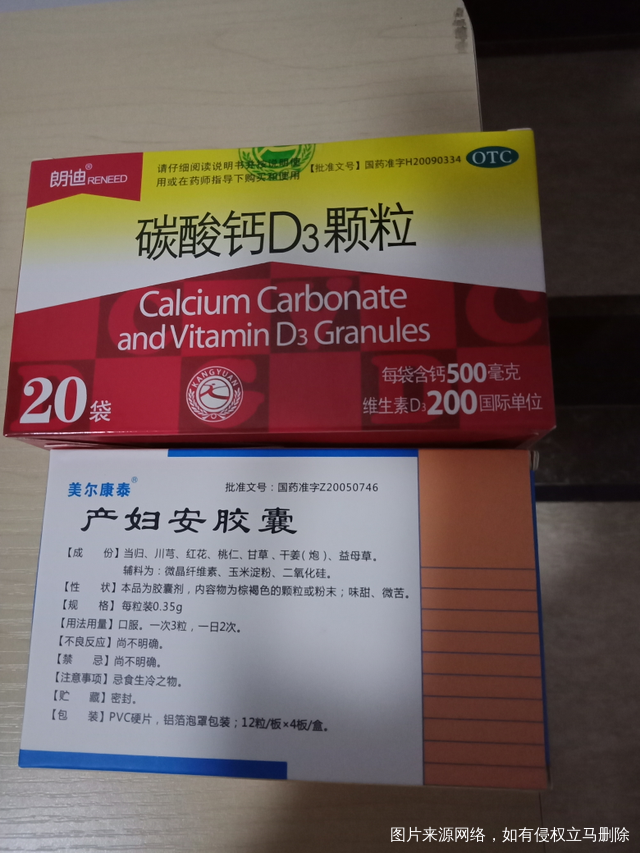 朗迪® RENEED
请仔细阅读说明书并按说明使
用或在药师指导下购买和使用
【批准文号】国药准字H20090334
OTC
碳酸钙D3颗粒
Calcium Carbonate
and Vitamin D3 Granules
20袋
KANGYUAN
每袋含钙500毫克
维生素D3 200国际单位
美尔康泰®
批准文号：国药准字Z20050746
产妇安胶囊
【成 份】当归、川芎、红花、桃仁、甘草、干姜(炮)、益母草。
辅料为：微晶纤维素、玉米淀粉、二氧化硅。
【性 状】本品为胶囊剂，内容物为棕褐色的颗粒或粉末；味甜、微苦。
【规 格】每粒装0.35g
【用法用量】口服。一次3粒，一日2次。
【不良反应】尚不明确。
【禁 忌】尚不明确。
【注意事项】忌食生冷之物。
【贮 藏】密封。
【包 装】PVC硬片，铝箔泡罩包装；12粒/板×4板/盒。
图片来源网络，如有侵权立马删除